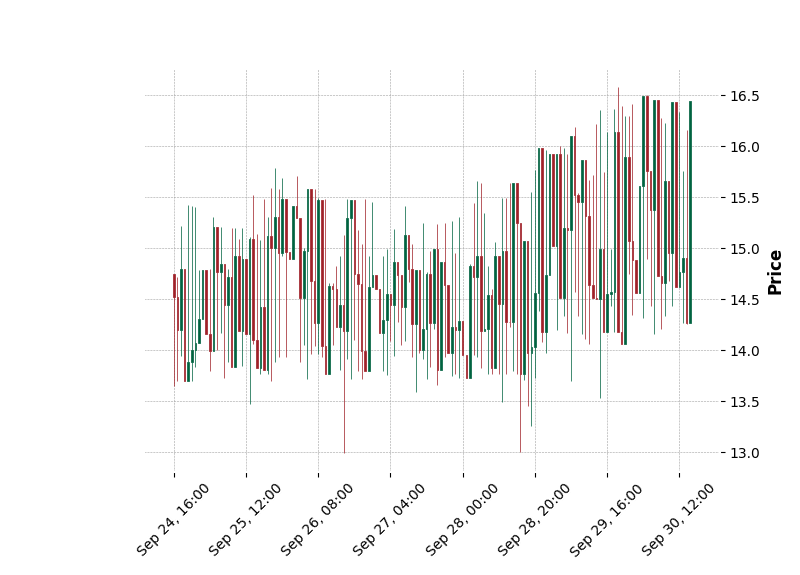 16.5
16.0
15.5
15.0
14.5
14.0
13.5
13.0
Price
Sep 24, 16:00
Sep 25, 12:00
Sep 26, 08:00
Sep 27, 04:00
Sep 28, 00:00
Sep 28, 20:00
Sep 29, 16:00
Sep 30, 12:00